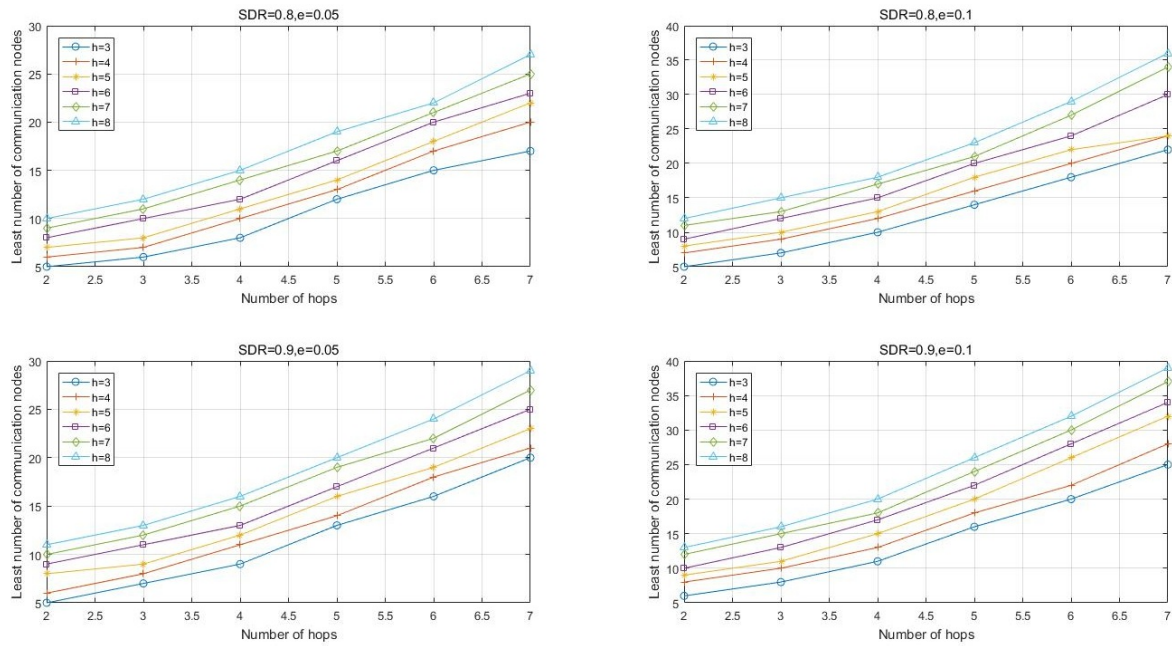 SDR=0.8,e=0.05
30
25
20
15
10
5
Least number of communication nodes
h=3
h=4
h=5
h=6
h=7
h=8
2 2.5 3 3.5 4 4.5 5 5.5 6 6.5 7
Number of hops
SDR=0.8,e=0.1
40
35
30
25
20
15
10
5
Least number of communication nodes
h=3
h=4
h=5
h=6
h=7
h=8
2 2.5 3 3.5 4 4.5 5 5.5 6 6.5 7
Number of hops
SDR=0.9,e=0.05
30
25
20
15
10
5
Least number of communication nodes
h=3
h=4
h=5
h=6
h=7
h=8
2 2.5 3 3.5 4 4.5 5 5.5 6 6.5 7
Number of hops
SDR=0.9,e=0.1
40
35
30
25
20
15
10
5
Least number of communication nodes
h=3
h=4
h=5
h=6
h=7
h=8
2 2.5 3 3.5 4 4.5 5 5.5 6 6.5 7
Number of hops